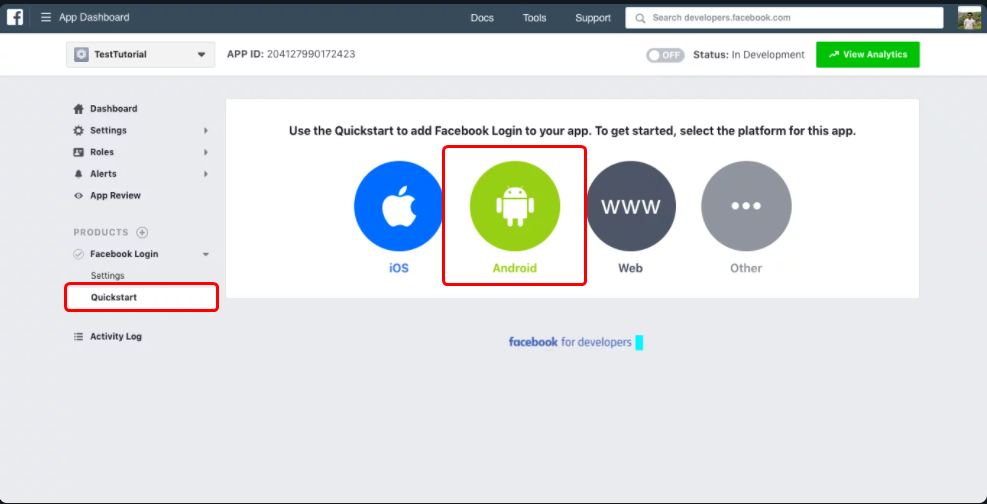 App Dashboard
Docs
Tools
Support
Search developers.facebook.com
TestTutorial
APP ID: 204127990172423
OFF
Status: In Development
View Analytics
Dashboard
Settings
Roles
Alerts
App Review
PRODUCTS
Facebook Login
Settings
Quickstart
Activity Log
Use the Quickstart to add Facebook Login to your app. To get started, select the platform for this app.
iOS
Android
www
Web
Other
facebook for developers